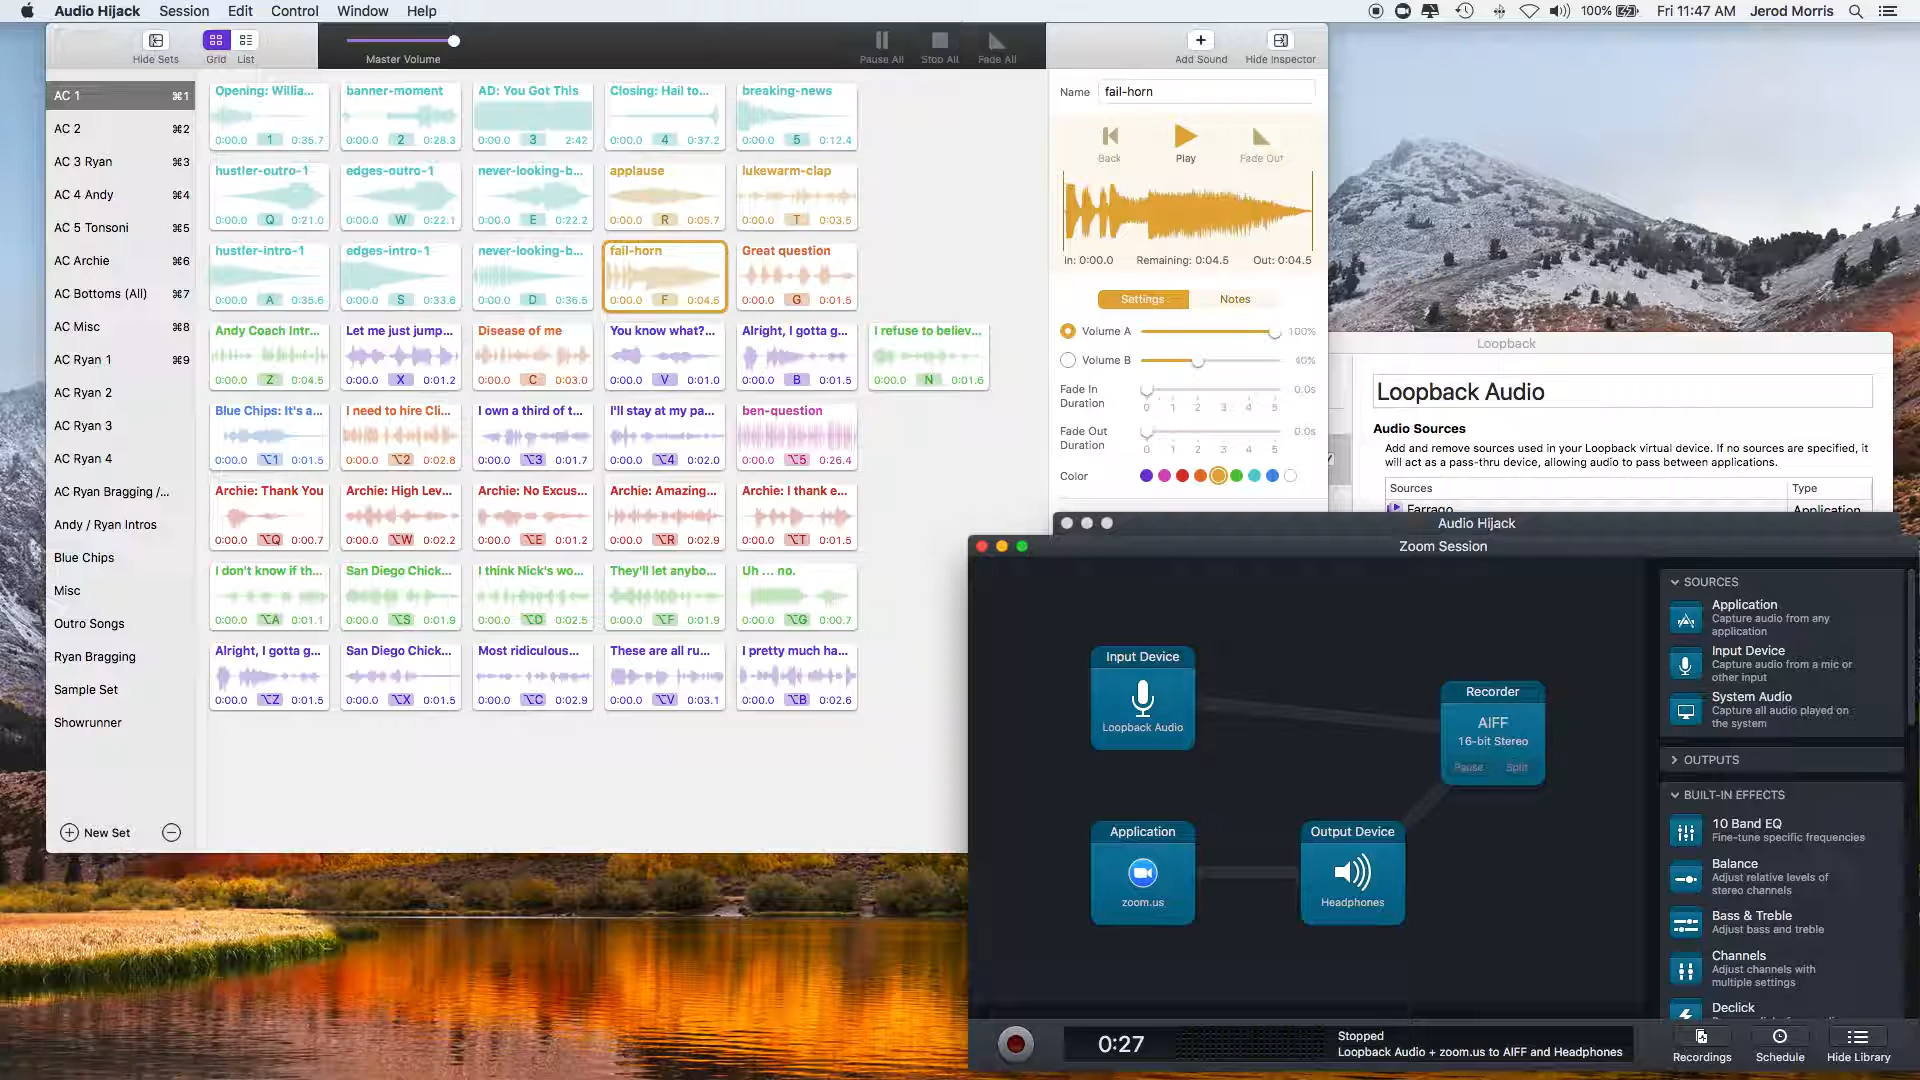 Audio Hijack Session Edit Control Window Help
100% Fri 11:47 AM Jerod Morris
Hide Sets Grid List Master Volume Pause All Stop All Fade All Add Sound Hide Inspector
AC 1 ⌘1
AC 2 ⌘2
AC 3 Ryan ⌘3
AC 4 Andy ⌘4
AC 5 Tonsoni ⌘5
AC Archie ⌘6
AC Bottoms (All) ⌘7
AC Misc ⌘8
AC Ryan 1 ⌘9
AC Ryan 2
AC Ryan 3
AC Ryan 4
AC Ryan Bragging /...
Andy / Ryan Intros
Blue Chips
Misc
Outro Songs
Ryan Bragging
Sample Set
Showrunner
New Set
Opening: Willia... banner-moment AD: You Got This Closing: Hail to... breaking-news
0:00.0 1 0:35.7 0:00.0 2 0:28.3 0:00.0 3 2:42 0:00.0 4 0:37.2 0:00.0 5 0:12.4
hustler-outro-1 edges-outro-1 never-looking-b... applause lukewarm-clap
0:00.0 Q 0:21.0 0:00.0 W 0:22.1 0:00.0 E 0:22.2 0:00.0 R 0:05.7 0:00.0 T 0:03.5
hustler-intro-1 edges-intro-1 never-looking-b... fail-horn Great question
0:00.0 A 0:35.6 0:00.0 S 0:33.6 0:00.0 D 0:36.5 0:00.0 F 0:04.5 0:00.0 G 0:01.5
Andy Coach Intr... Let me just jump... Disease of me You know what?... Alright, I gotta g... I refuse to believ...
0:00.0 Z 0:04.5 0:00.0 X 0:01.2 0:00.0 C 0:03.0 0:00.0 V 0:01.0 0:00.0 B 0:01.5 0:00.0 N 0:01.6
Blue Chips: It's a... I need to hire Cli... I own a third of t... I'll stay at my pa... ben-question
0:00.0 ⌥1 0:01.5 0:00.0 ⌥2 0:02.8 0:00.0 ⌥3 0:01.7 0:00.0 ⌥4 0:02.0 0:00.0 ⌥5 0:26.4
Archie: Thank You Archie: High Lev... Archie: No Excus... Archie: Amazing... Archie: I thank e...
0:00.0 ⌥Q 0:00.7 0:00.0 ⌥W 0:02.2 0:00.0 ⌥E 0:01.2 0:00.0 ⌥R 0:02.9 0:00.0 ⌥T 0:01.5
I don't know if th... San Diego Chick... I think Nick's wo... They'll let anybo... Uh ... no.
0:00.0 ⌥A 0:01.1 0:00.0 ⌥S 0:01.9 0:00.0 ⌥D 0:02.5 0:00.0 ⌥F 0:01.9 0:00.0 ⌥G 0:00.7
Alright, I gotta g... San Diego Chick... Most ridiculous... These are all ru... I pretty much ha...
0:00.0 ⌥Z 0:01.5 0:00.0 ⌥X 0:01.5 0:00.0 ⌥C 0:02.9 0:00.0 ⌥V 0:03.1 0:00.0 ⌥B 0:02.6
Name fail-horn
Back Play Fade Out
In: 0:00.0 Remaining: 0:04.5 Out: 0:04.5
Settings Notes
Volume A 100%
Volume B 40%
Fade In
Duration
0.0s
0 1 2 3 4 5
Fade Out
Duration
0.0s
0 1 2 3 4 5
Color
Loopback
Loopback Audio
Audio Sources
Add and remove sources used in your Loopback virtual device. If no sources are specified, it
will act as a pass-thru device, allowing audio to pass between applications.
Sources Type
Farrago Application
Audio Hijack
Zoom Session
Input Device
Loopback Audio
Recorder
AIFF
16-bit Stereo
Pause Split
Application
zoom.us
Output Device
Headphones
SOURCES
Application
Capture audio from any
application
Input Device
Capture audio from a mic or
other input
System Audio
Capture all audio played on
the system
OUTPUTS
BUILT-IN EFFECTS
10 Band EQ
Fine-tune specific frequencies
Balance
Adjust relative levels of
stereo channels
Bass & Treble
Adjust bass and treble
Channels
Adjust channels with
multiple settings
Declick
0:27
Stopped
Loopback Audio + zoom.us to AIFF and Headphones
Recordings Schedule Hide Library